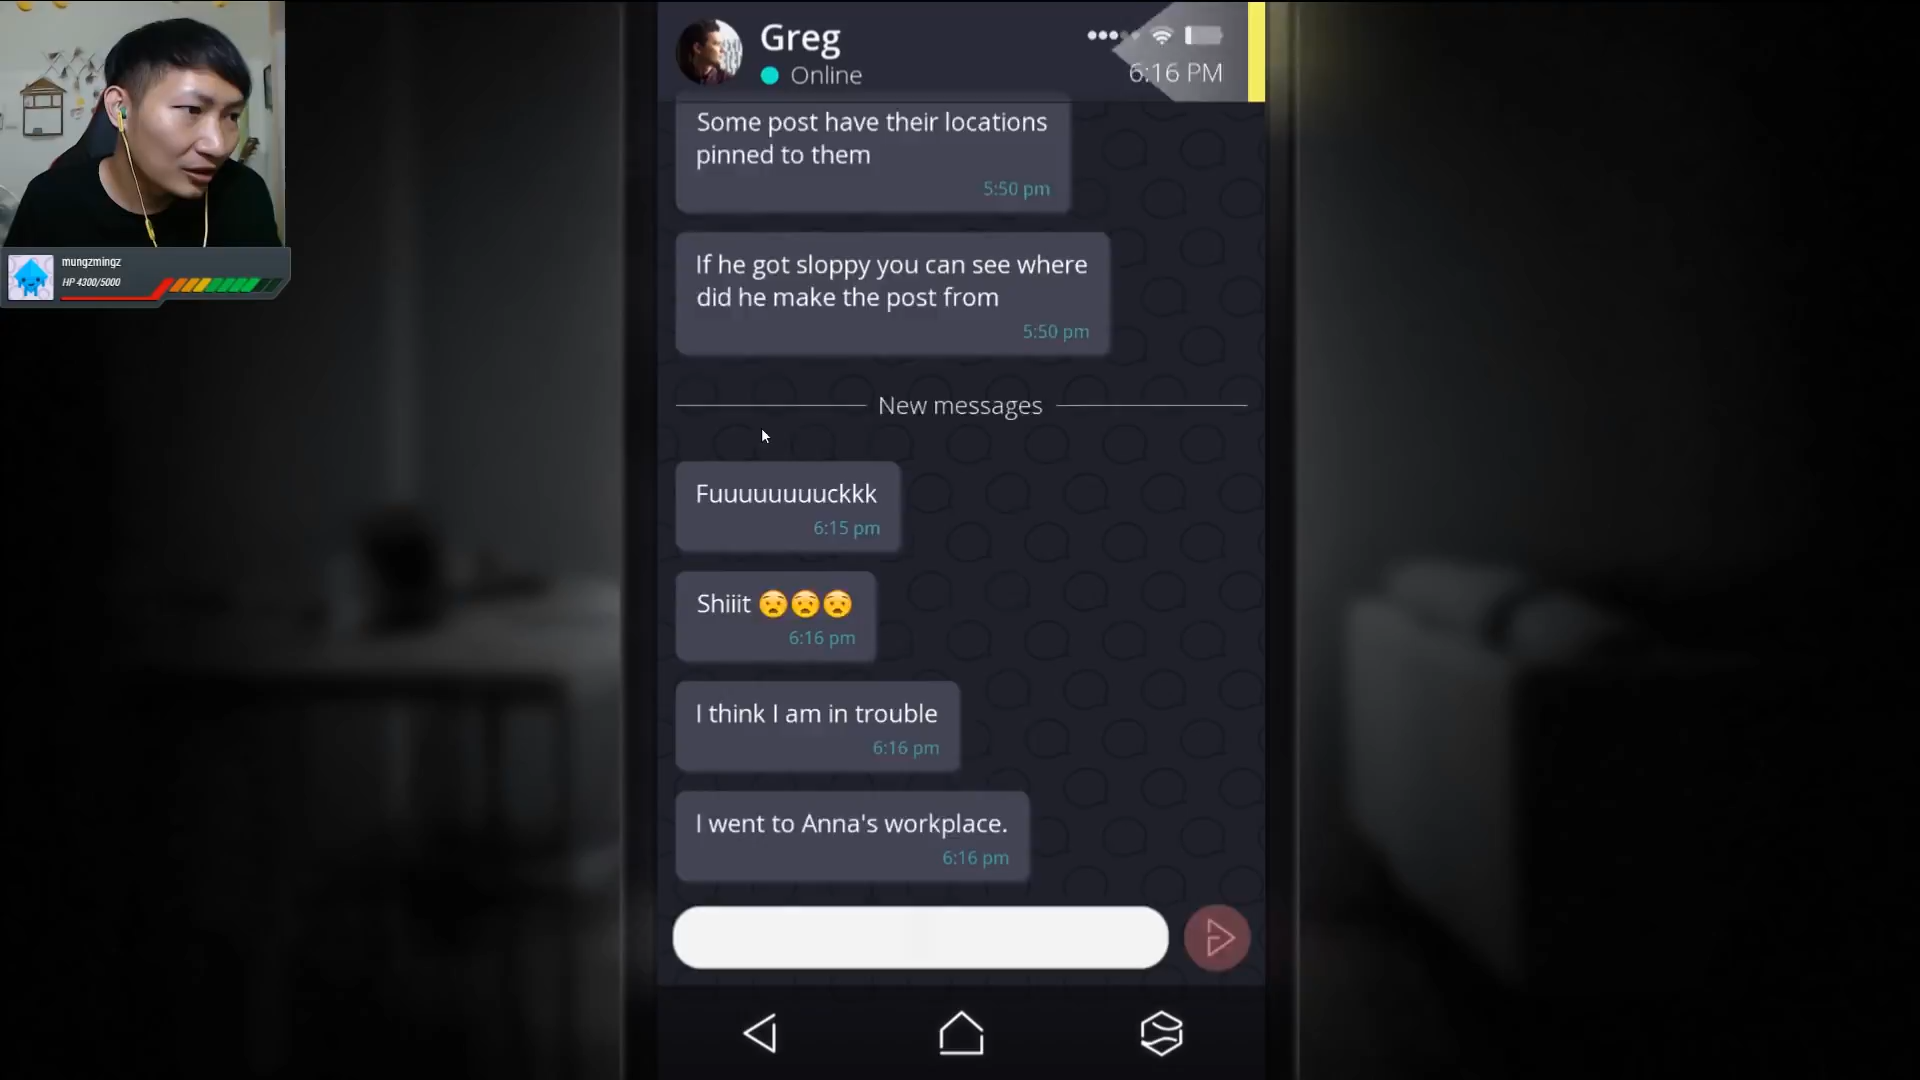 Greg
Online
6:16 PM
mungzmingz
HP 4300/5000
Some post have their locations
pinned to them
5:50 pm
If he got sloppy you can see where
did he make the post from
5:50 pm
New messages
Fuuuuuuuuckkk
6:15 pm
Shiiit 😧😧😧
6:16 pm
I think I am in trouble
6:16 pm
I went to Anna's workplace.
6:16 pm